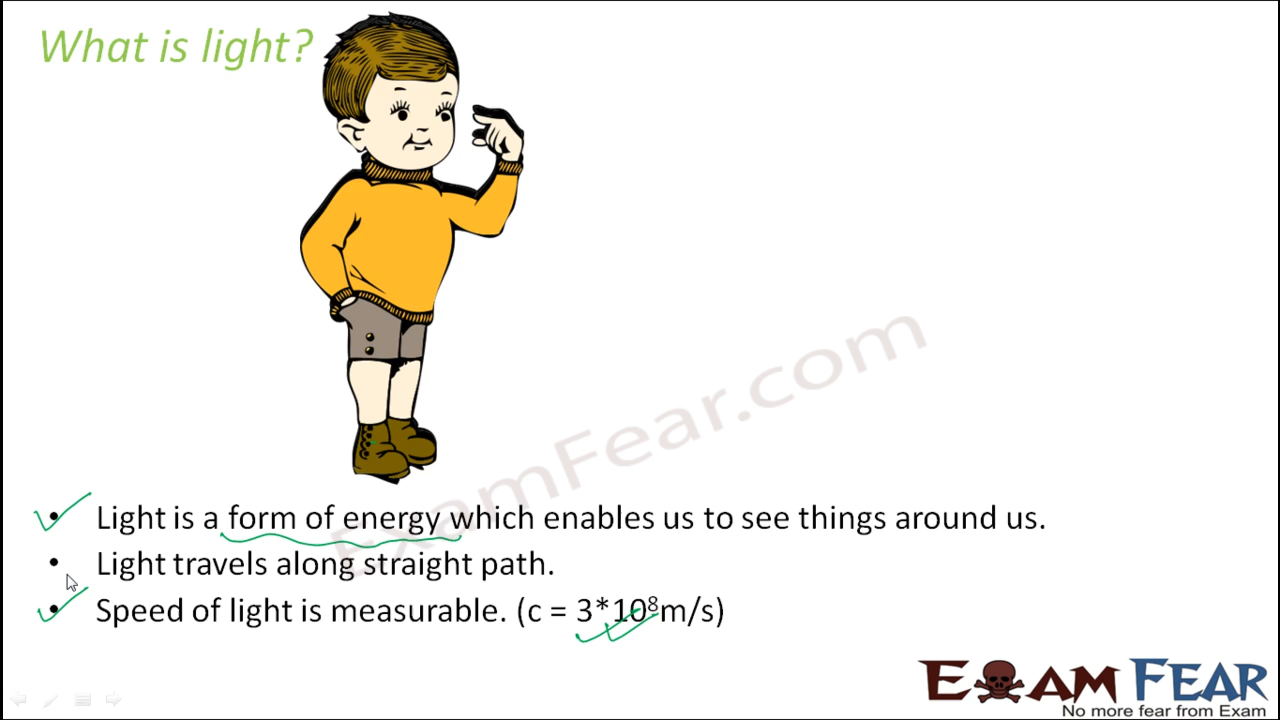 What is light?
ExamFear.com
• Light is a form of energy which enables us to see things around us.
• Light travels along straight path.
• Speed of light is measurable. (c = 3*10⁸m/s)
EXAM FEAR
No more fear from Exam